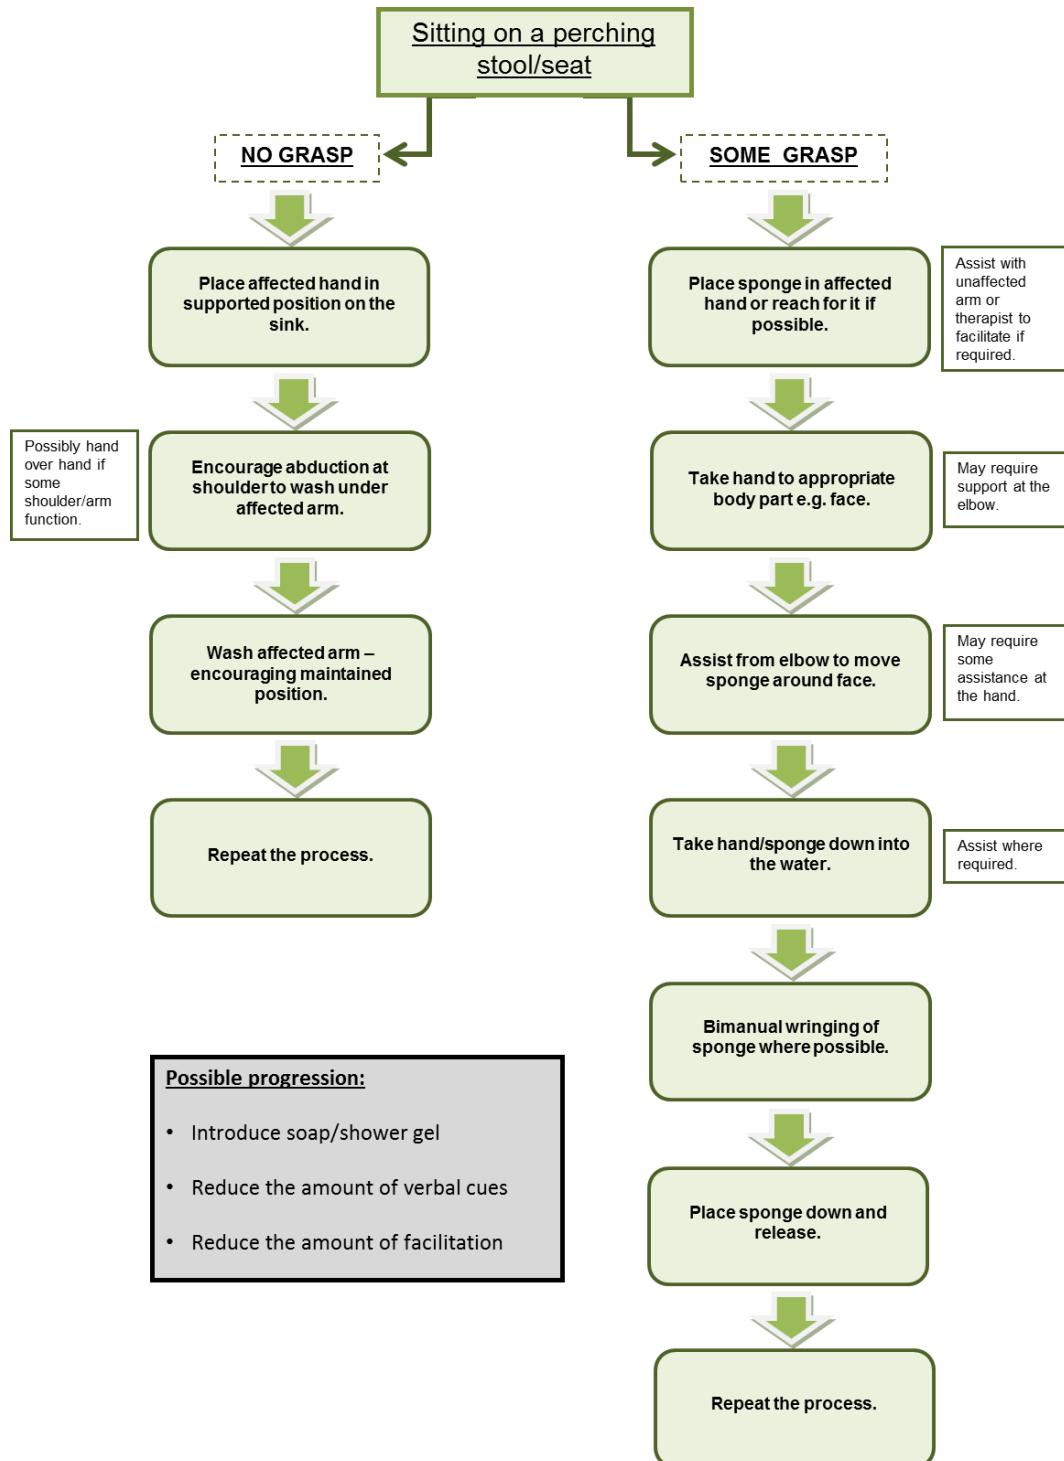 Sitting on a perching
stool/seat
NO GRASP
SOME GRASP
Place affected hand in
supported position on the
sink.
Possibly hand
over hand if
some
shoulder/arm
function.
Encourage abduction at
shoulder to wash under
affected arm.
Wash affected arm –
encouraging maintained
position.
Repeat the process.
Place sponge in affected
hand or reach for it if
possible.
Assist with
unaffected
arm or
therapist to
facilitate if
required.
Take hand to appropriate
body part e.g. face.
May require
support at the
elbow.
Assist from elbow to move
sponge around face.
May require
some
assistance at
the hand.
Take hand/sponge down into
the water.
Assist where
required.
Bimanual wringing of
sponge where possible.
Place sponge down and
release.
Repeat the process.
Possible progression:
• Introduce soap/shower gel
• Reduce the amount of verbal cues
• Reduce the amount of facilitation